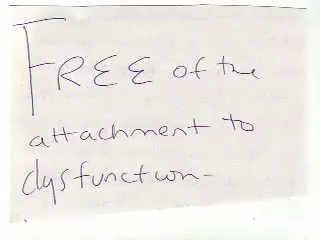 FREE of the
attachment to
dysfunction-